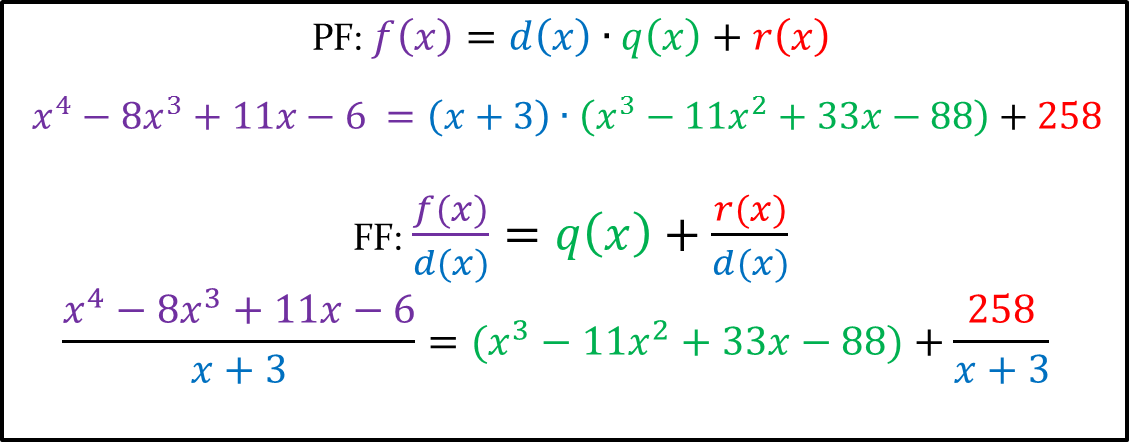 PF: f(x) = d(x) · q(x) + r(x)
x⁴ − 8x³ + 11x − 6 = (x + 3) · (x³ − 11x² + 33x − 88) + 258
FF: f(x)/d(x) = q(x) + r(x)/d(x)
(x⁴ − 8x³ + 11x − 6)/(x + 3) = (x³ − 11x² + 33x − 88) + 258/(x + 3)